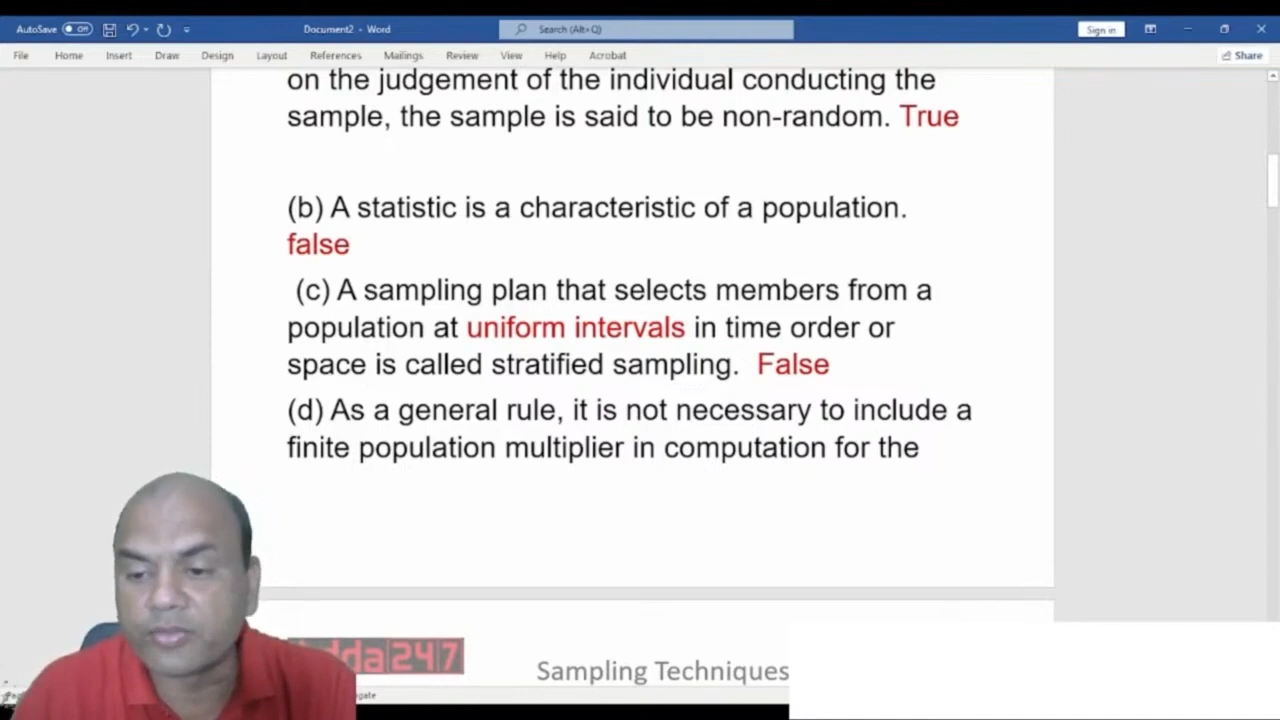 AutoSave Off Document2 - Word Search (Alt+Q) Sign in
File Home Insert Draw Design Layout References Mailings Review View Help Acrobat Share
on the judgement of the individual conducting the
sample, the sample is said to be non-random. True
(b) A statistic is a characteristic of a population.
false
(c) A sampling plan that selects members from a
population at uniform intervals in time order or
space is called stratified sampling. False
(d) As a general rule, it is not necessary to include a
finite population multiplier in computation for the
247
Sampling Techniques